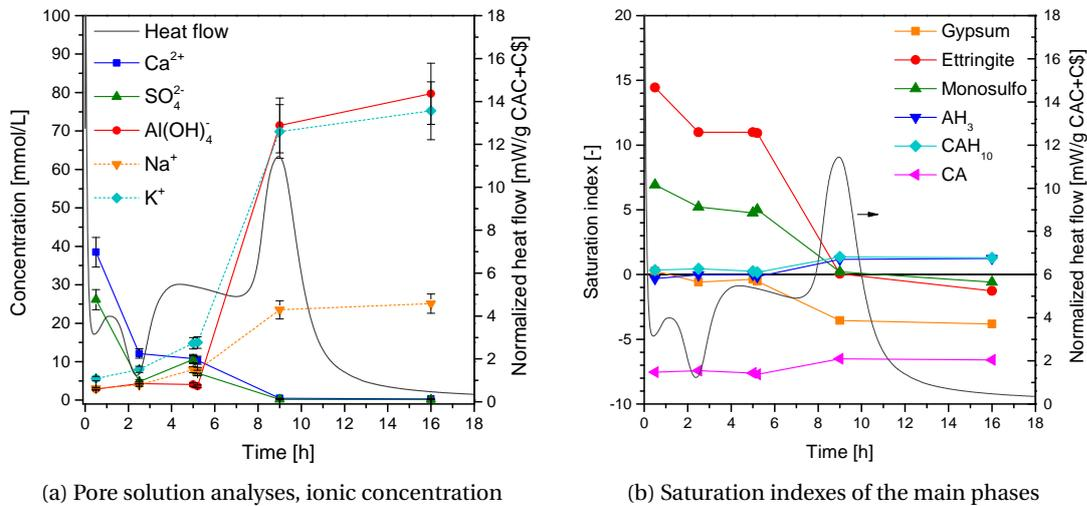 Concentration [mmol/L]
100
90
80
70
60
50
40
30
20
10
0
Heat flow
Ca2+
SO42-
Al(OH)4-
Na+
K+
18
16
14
12
10
8
6
4
2
0
Normalized heat flow [mW/g CAC+C$]
0 2 4 6 8 10 12 14 16 18
Time [h]
(a) Pore solution analyses, ionic concentration
Saturation index [-]
20
15
10
5
0
-5
-10
Gypsum
Ettringite
Monosulfo
AH3
CAH10
CA
18
16
14
12
10
8
6
4
2
0
Normalized heat flow [mW/g CAC+C$]
0 2 4 6 8 10 12 14 16 18
Time [h]
(b) Saturation indexes of the main phases